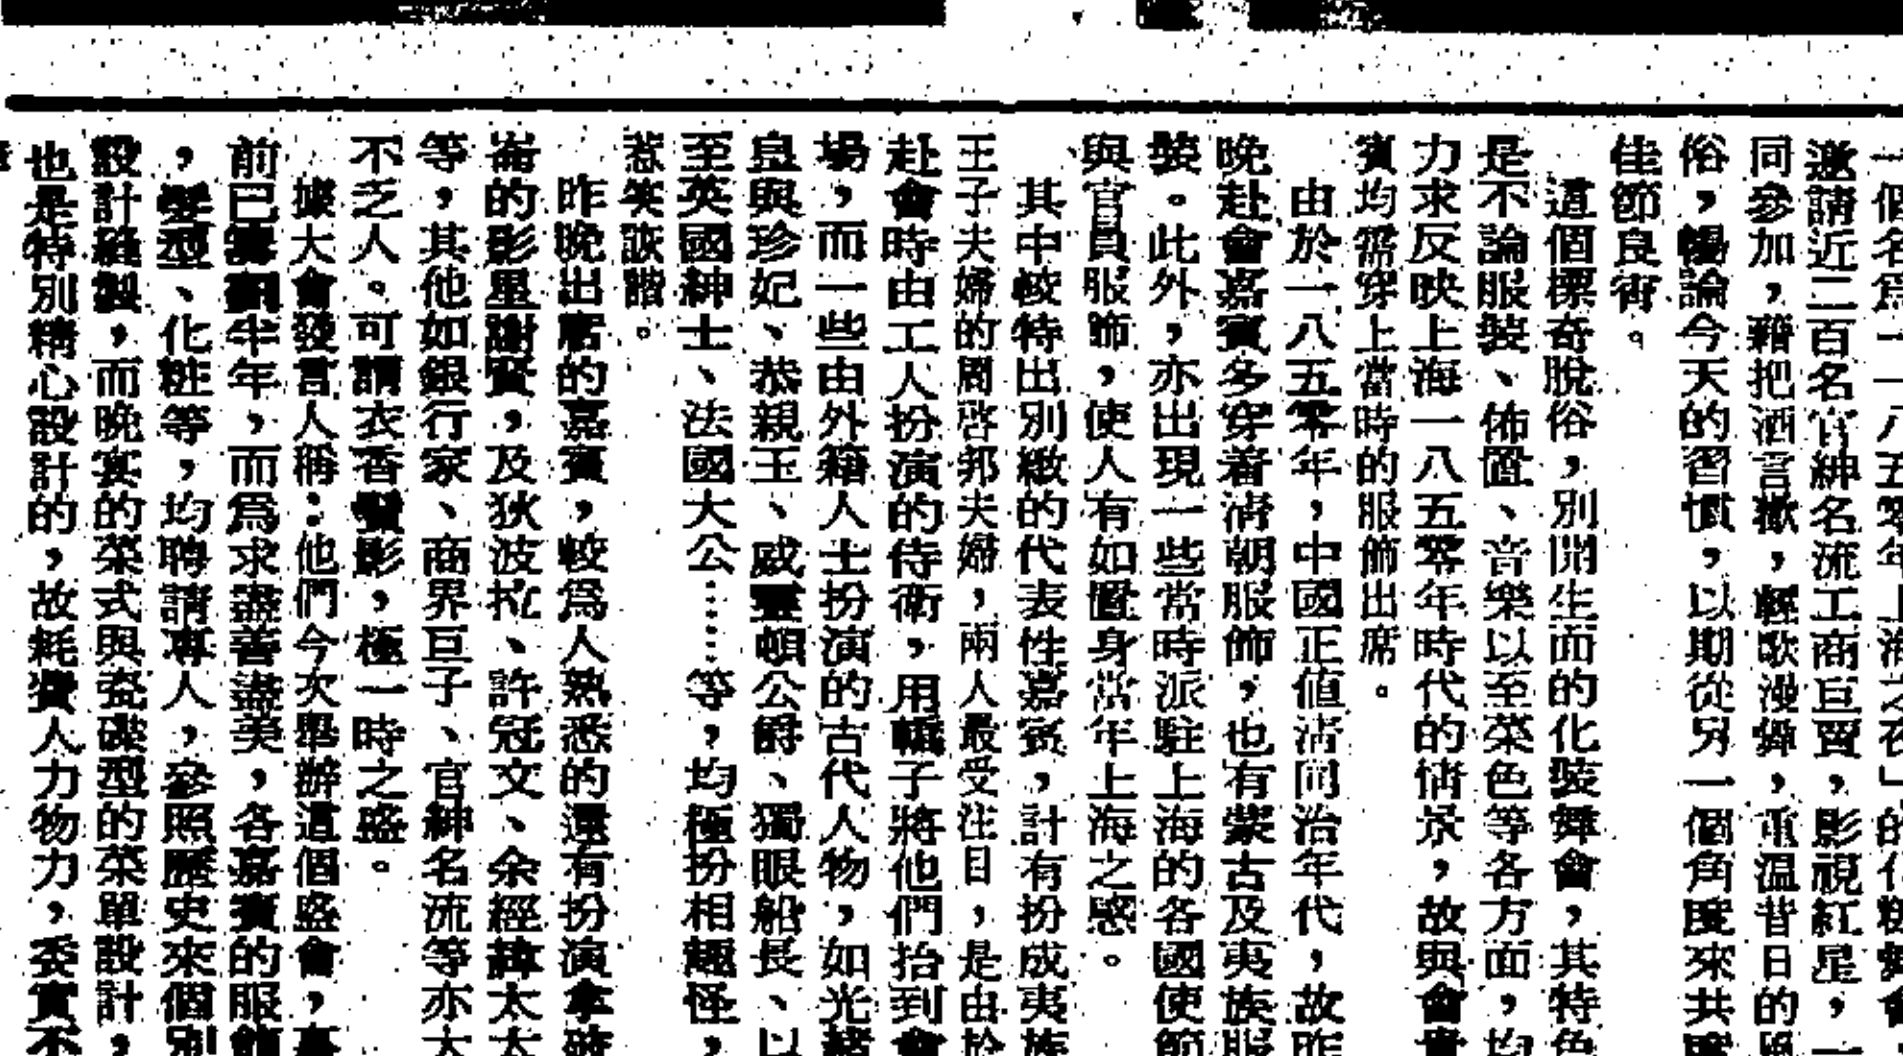 一個名為「一八五零年上海之夜」的化粧舞會
邀請近二百名官紳名流工商巨賈，影視紅星，一
同參加，藉把酒言歡，輕歌漫舞，重溫昔日的
俗，暢論今天的習慣，以期從另一個角度來共
佳節良宵。
這個標奇脫俗，別開生面的化裝舞會，其特色
是不論服裝、佈置、音樂以至菜色等各方面，均
力求反映上海一八五零年時代的情景，故與會
賓均需穿上當時的服飾出席。
由於一八五零年，中國正值清同治年代，故昨
晚赴會嘉賓多穿着清朝服飾，也有蒙古及夷族服
裝。此外，亦出現一些當時派駐上海的各國使節
與官員服飾，使人有如置身當年上海之感。
其中較特出別緻的代表性嘉賓，計有扮成夷族
王子夫婦的周啓邦夫婦，兩人最受注目，是由於
赴會時由工人扮演的侍衛，用轎子將他們抬到會
場，而一些由外籍人士扮演的古代人物，如光緒
皇與珍妃、恭親王、威靈頓公爵、獨眼船長、以
至英國紳士、法國大公……等，均極扮相趣怪，
惹笑詼諧。
昨晚出席的嘉賓，較為人熟悉的還有扮演拿破
崙的影星謝賢，及狄波拉、許冠文、余經緯太太
等，其他如銀行家、商界巨子、官紳名流等亦大
不乏人。可謂衣香鬢影，極一時之盛。
據大會發言人稱：他們今次舉辦這個盛會，事
前已籌劃半年，而為求盡善盡美，各嘉賓的服飾
，髮型、化粧等，均聘請專人，參照歷史來個別
設計縫製，而晚宴的菜式與瓷碟型的菜單設計，
也是特別精心設計的，故耗費人力物力，委實不